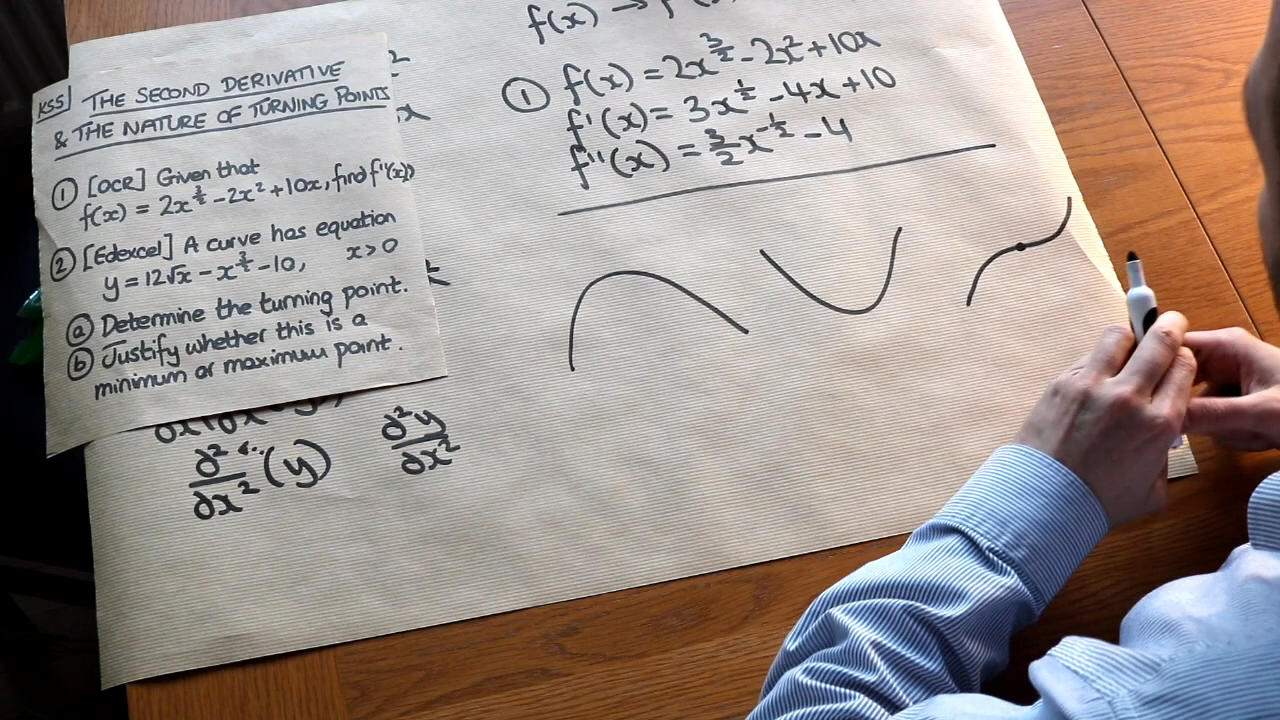 KS5
THE SECOND DERIVATIVE
& THE NATURE OF TURNING POINTS
① [OCR] Given that
f(x) = 2x^{3/2} - 2x² + 10x, find f''(x)
② [Edexcel] A curve has equation
y = 12√x - x^{3/2} - 10, x > 0
ⓐ Determine the turning point.
ⓑ Justify whether this is a
minimum or maximum point.
∂²/∂x² (y) ∂²y/∂x²
f(x) →
① f(x) = 2x^{3/2} - 2x² + 10x
f'(x) = 3x^{1/2} - 4x + 10
f''(x) = 3/2 x^{-1/2} - 4